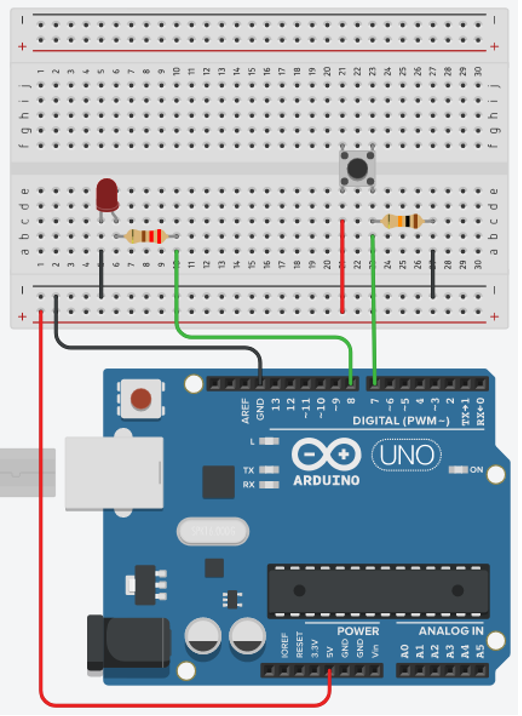 − −
+ +
1 2 3 4 5 6 7 8 9 10 11 12 13 14 15 16 17 18 19 20 21 22 23 24 25 26 27 28 29 30
j j
i i
h h
g g
f f
e e
d d
c c
b b
a a
1 2 3 4 5 6 7 8 9 10 11 12 13 14 15 16 17 18 19 20 21 22 23 24 25 26 27 28 29 30
− −
+ +
AREF GND 13 12 ~11 ~10 ~9 8 7 ~6 ~5 4 ~3 2 TX→1 RX←0
DIGITAL (PWM~)
L
TX
RX
UNO
ON
ARDUINO
POWER ANALOG IN
IOREF RESET 3.3V 5V GND GND Vin A0 A1 A2 A3 A4 A5